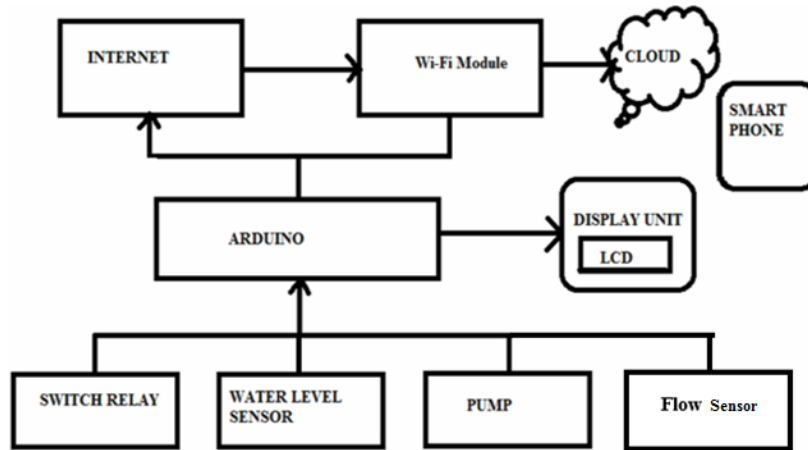 INTERNET
Wi-Fi Module
CLOUD
SMART
PHONE
ARDUINO
DISPLAY UNIT
LCD
SWITCH RELAY
WATER LEVEL
SENSOR
PUMP
Flow Sensor